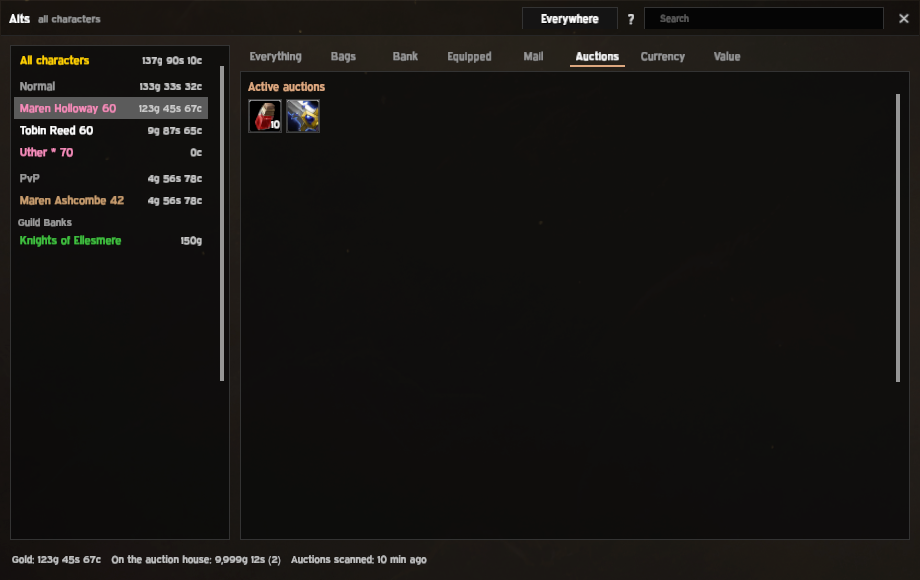 Alts all characters Everywhere ? Search ×
All characters 137g 90s 10c
Normal 133g 33s 32c
Maren Holloway 60 123g 45s 67c
Tobin Reed 60 9g 87s 65c
Uther * 70 0c
PvP 4g 56s 78c
Maren Ashcombe 42 4g 56s 78c
Guild Banks
Knights of Ellesmere 150g
Everything Bags Bank Equipped Mail Auctions Currency Value
Active auctions
10
Gold: 123g 45s 67c On the auction house: 9,999g 12s (2) Auctions scanned: 10 min ago